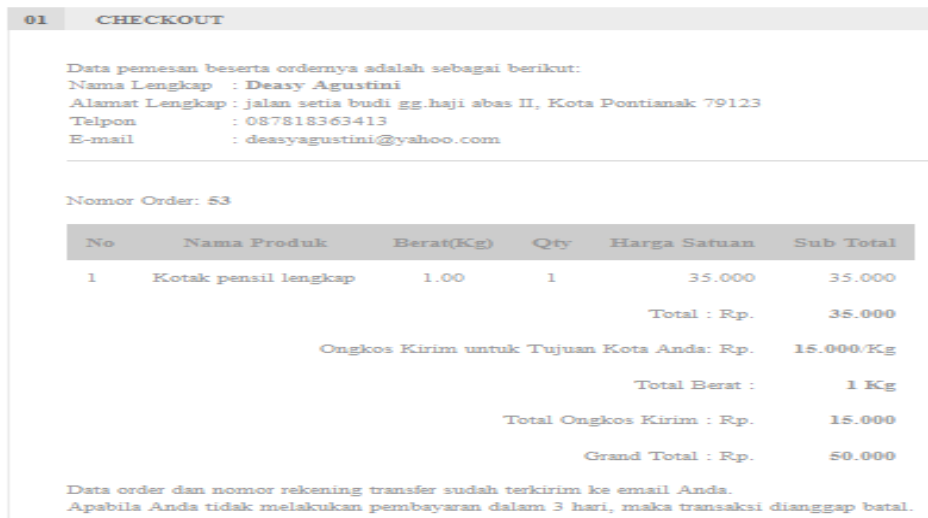 01 CHECKOUT
Data pemesan beserta ordernya adalah sebagai berikut:
Nama Lengkap : Deasy Agustini
Alamat Lengkap : jalan setia budi gg.haji abas II, Kota Pontianak 79123
Telpon : 087818363413
E-mail : deasyagustini@yahoo.com
Nomor Order: 53
No Nama Produk Berat(Kg) Qty Harga Satuan Sub Total
1 Kotak pensil lengkap 1.00 1 35.000 35.000
Total : Rp. 35.000
Ongkos Kirim untuk Tujuan Kota Anda: Rp. 15.000/Kg
Total Berat : 1 Kg
Total Ongkos Kirim : Rp. 15.000
Grand Total : Rp. 50.000
Data order dan nomor rekening transfer sudah terkirim ke email Anda.
Apabila Anda tidak melakukan pembayaran dalam 3 hari, maka transaksi dianggap batal.